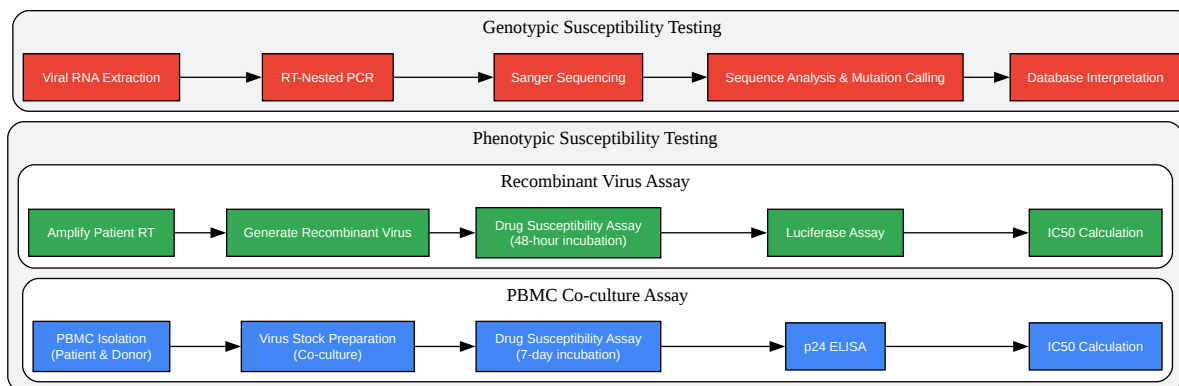 Genotypic Susceptibility Testing
Viral RNA Extraction
RT-Nested PCR
Sanger Sequencing
Sequence Analysis & Mutation Calling
Database Interpretation
Phenotypic Susceptibility Testing
Recombinant Virus Assay
Amplify Patient RT
Generate Recombinant Virus
Drug Susceptibility Assay
(48-hour incubation)
Luciferase Assay
IC50 Calculation
PBMC Co-culture Assay
PBMC Isolation
(Patient & Donor)
Virus Stock Preparation
(Co-culture)
Drug Susceptibility Assay
(7-day incubation)
p24 ELISA
IC50 Calculation